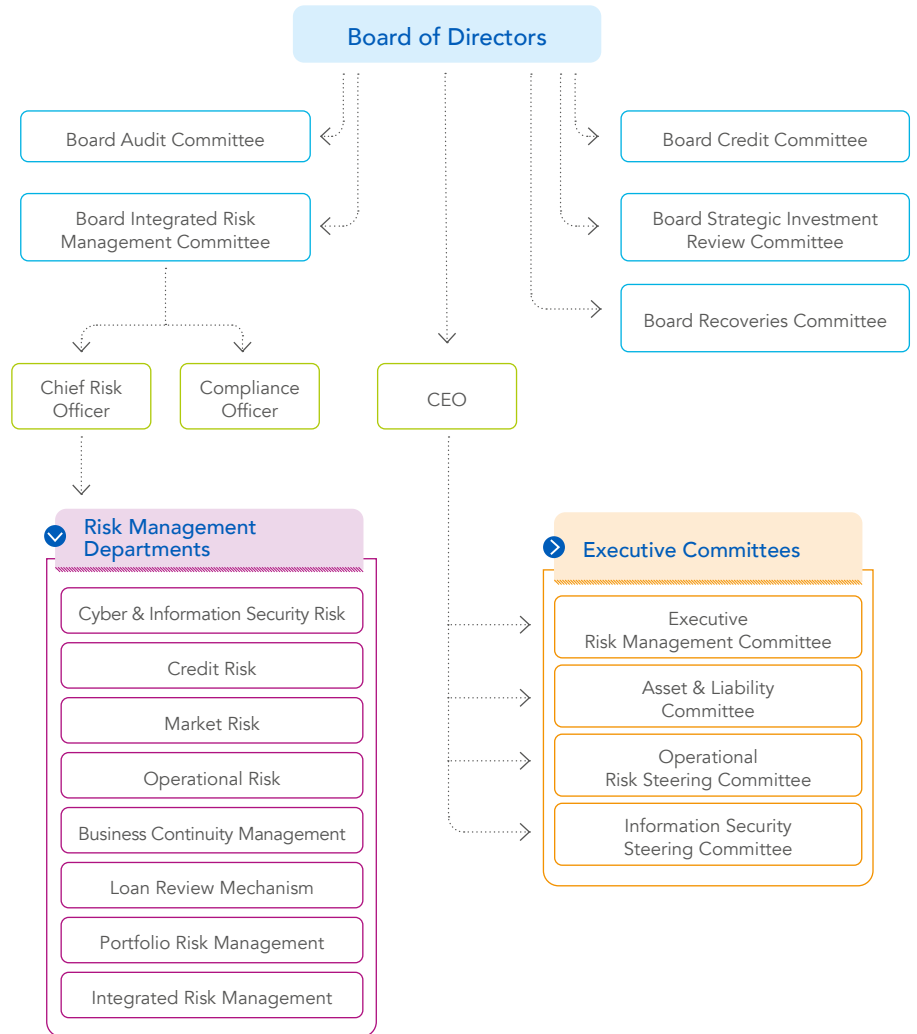 Board of Directors
Board Audit Committee
Board Credit Committee
Board Integrated Risk
Management Committee
Board Strategic Investment
Review Committee
Board Recoveries Committee
Chief Risk
Officer
Compliance
Officer
CEO
Risk Management
Departments
Cyber & Information Security Risk
Credit Risk
Market Risk
Operational Risk
Business Continuity Management
Loan Review Mechanism
Portfolio Risk Management
Integrated Risk Management
Executive Committees
Executive
Risk Management Committee
Asset & Liability
Committee
Operational
Risk Steering Committee
Information Security
Steering Committee